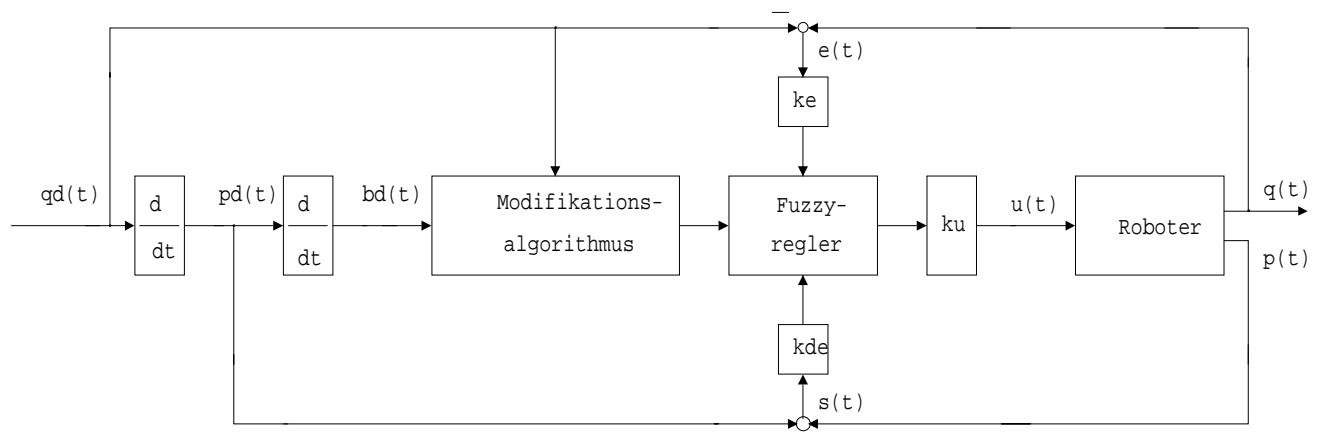 e(t)
ke
qd(t)
d
dt
pd(t)
d
dt
bd(t)
Modifikations-
algorithmus
Fuzzy-
regler
ku
u(t)
Roboter
q(t)
p(t)
kde
s(t)